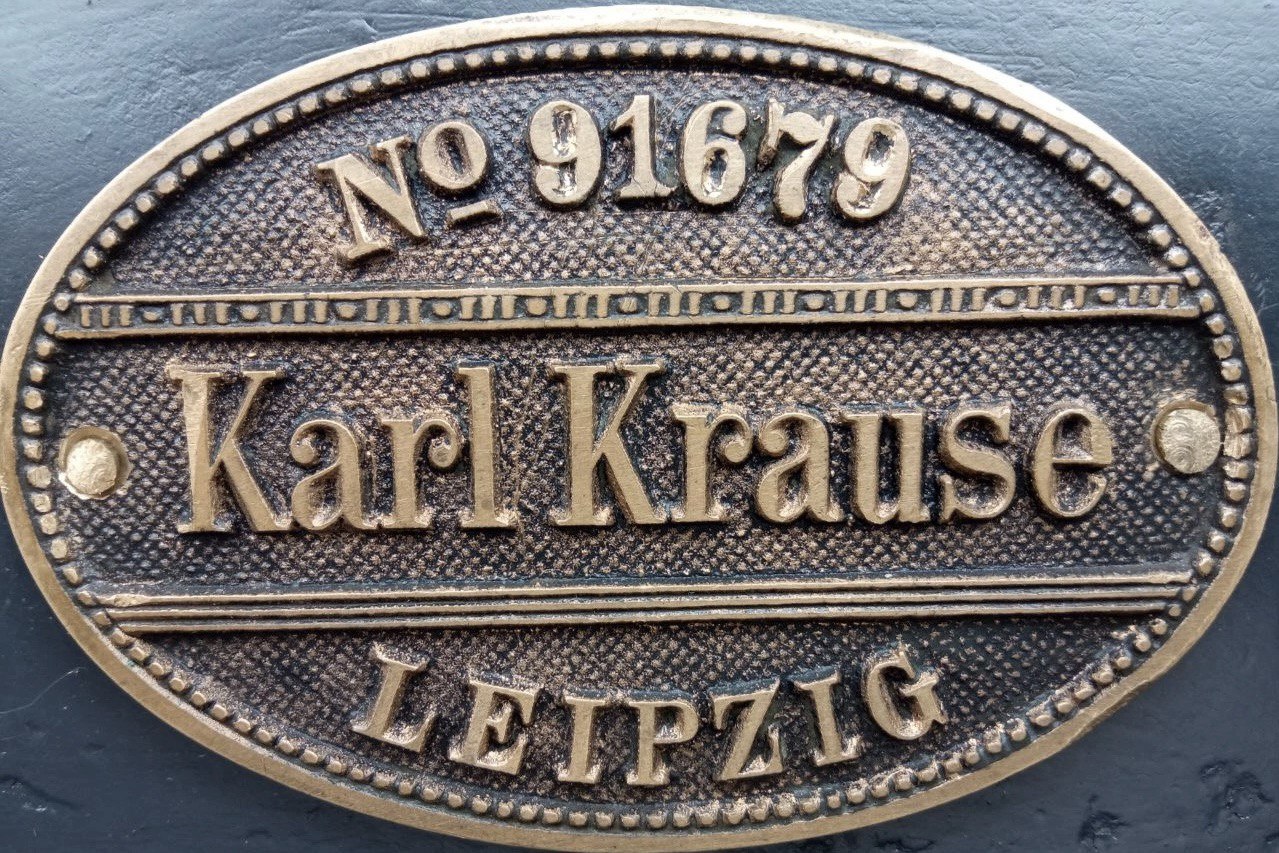 Nº 91679
Karl Krause
LEIPZIG